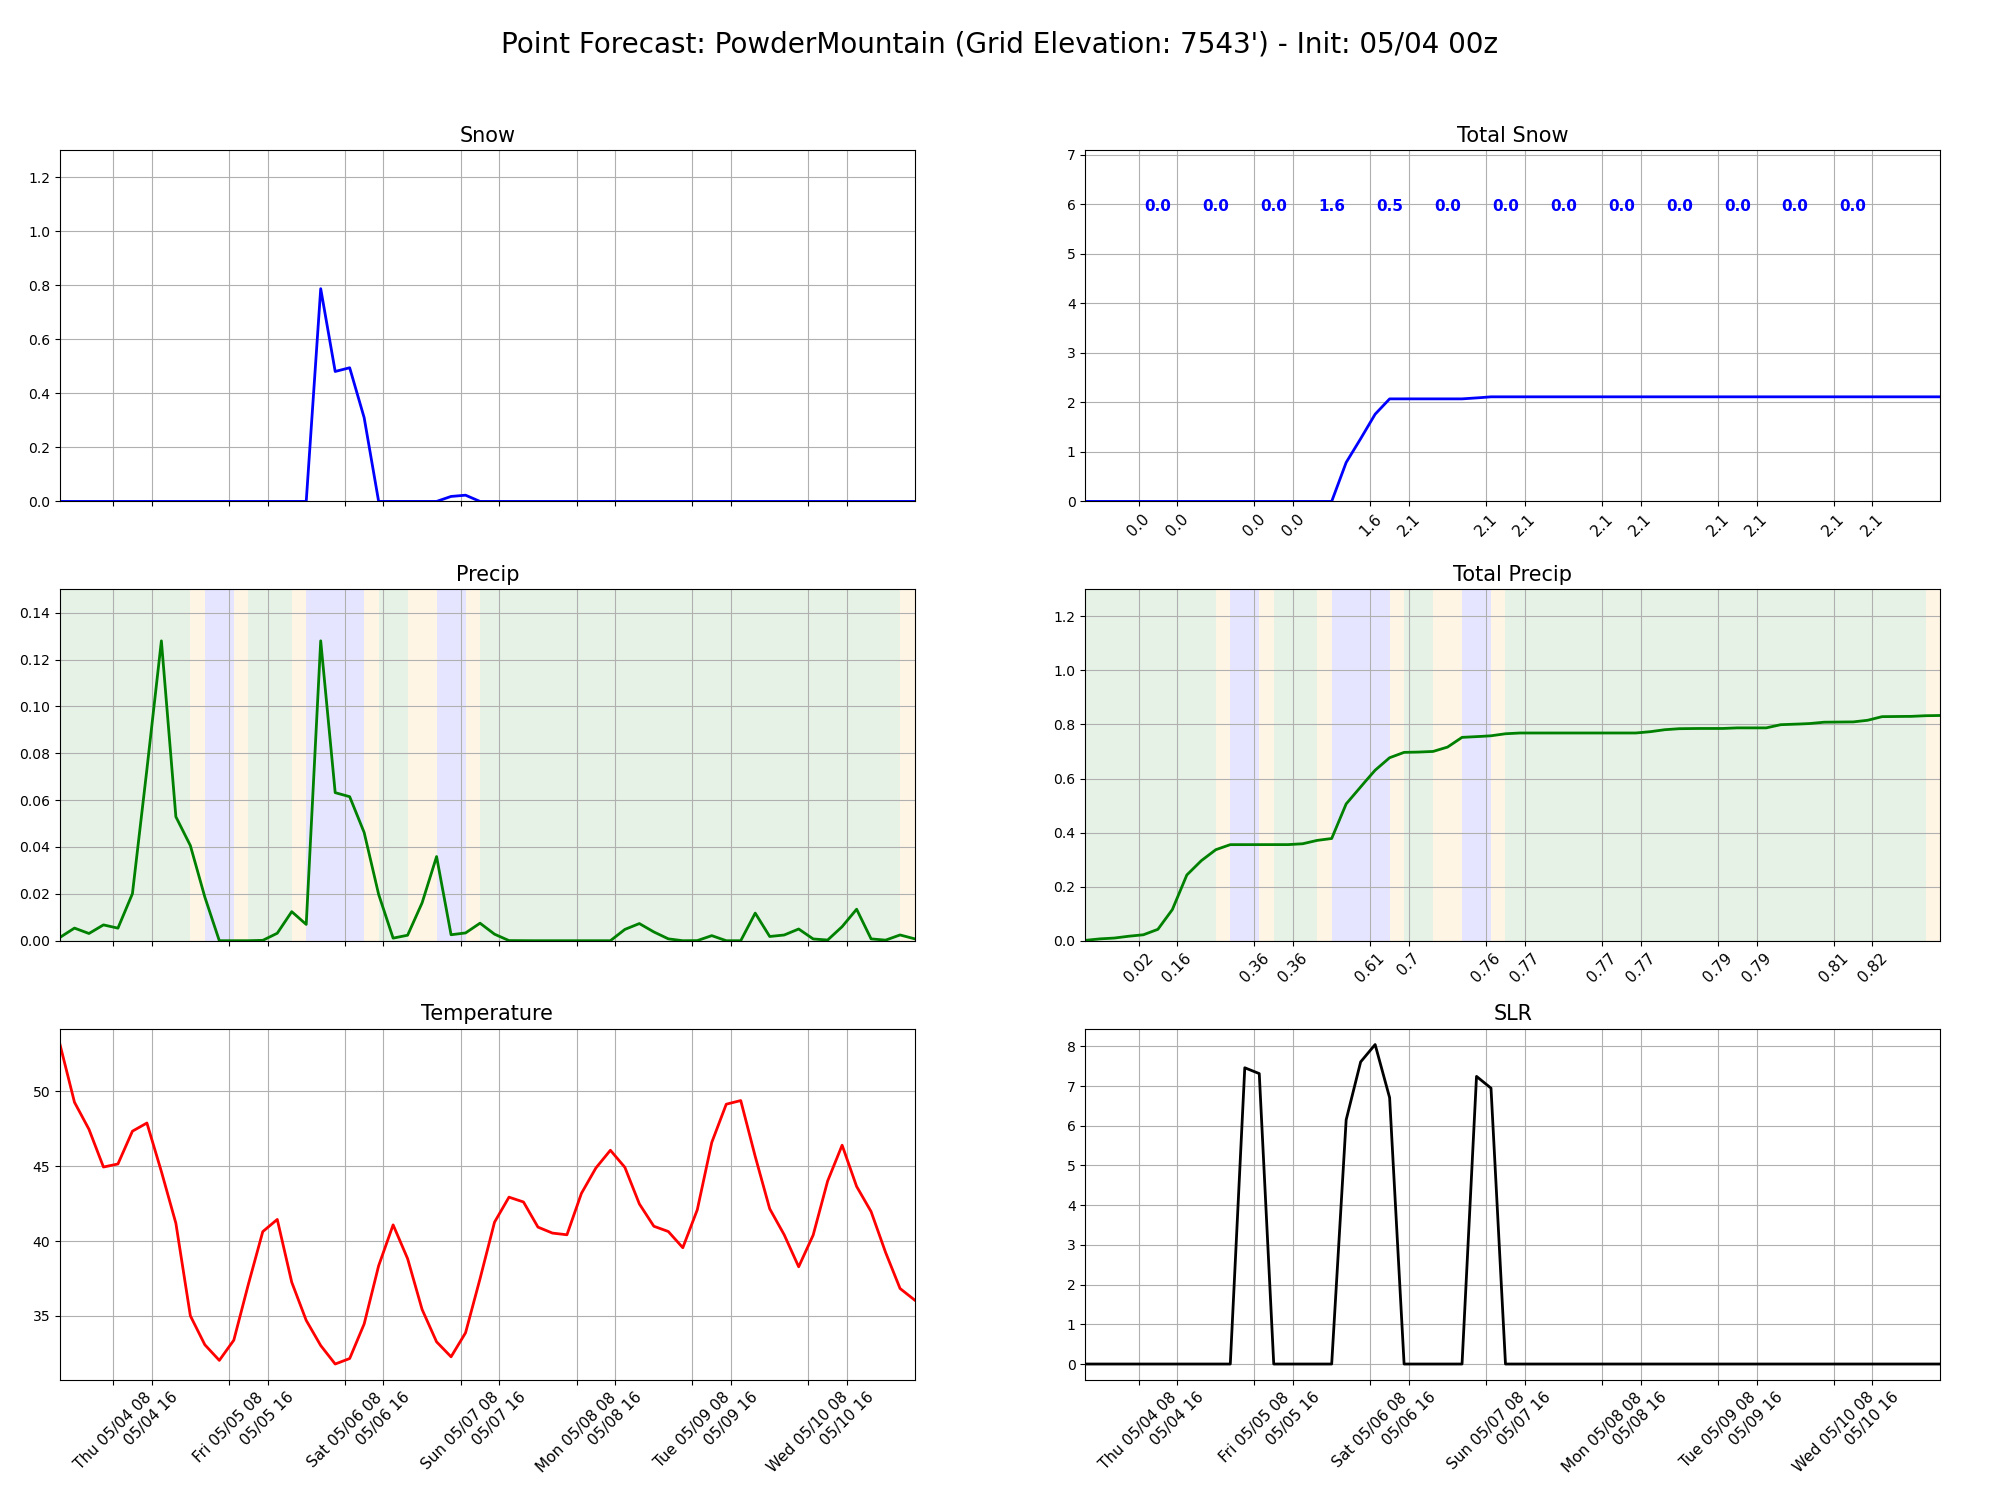 Point Forecast: PowderMountain (Grid Elevation: 7543') - Init: 05/04 00z
Snow
1.2
1.0
0.8
0.6
0.4
0.2
0.0
Total Snow
7
6
5
4
3
2
1
0
0.0 0.0 0.0 1.6 0.5 0.0 0.0 0.0 0.0 0.0 0.0 0.0 0.0
0.0 0.0 0.0 0.0 1.6 2.1 2.1 2.1 2.1 2.1 2.1 2.1 2.1 2.1
Precip
0.14
0.12
0.10
0.08
0.06
0.04
0.02
0.00
Total Precip
1.2
1.0
0.8
0.6
0.4
0.2
0.0
0.02 0.16 0.36 0.36 0.61 0.7 0.76 0.77 0.77 0.77 0.79 0.79 0.81 0.82
Temperature
50
45
40
35
Thu 05/04 08
05/04 16
Fri 05/05 08
05/05 16
Sat 05/06 08
05/06 16
Sun 05/07 08
05/07 16
Mon 05/08 08
05/08 16
Tue 05/09 08
05/09 16
Wed 05/10 08
05/10 16
SLR
8
7
6
5
4
3
2
1
0
Thu 05/04 08
05/04 16
Fri 05/05 08
05/05 16
Sat 05/06 08
05/06 16
Sun 05/07 08
05/07 16
Mon 05/08 08
05/08 16
Tue 05/09 08
05/09 16
Wed 05/10 08
05/10 16